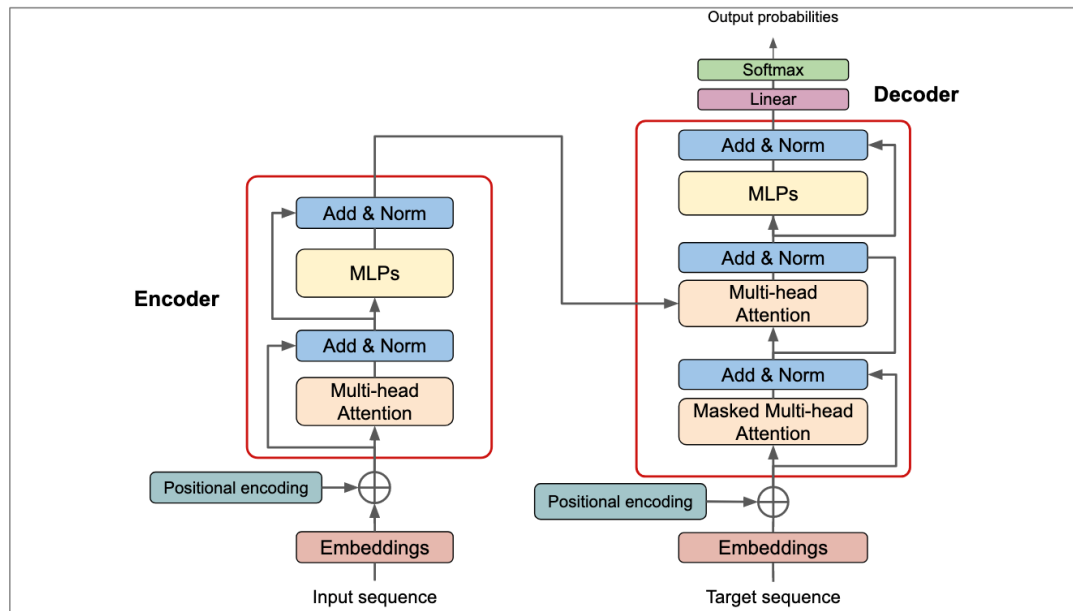 Output probabilities
Softmax
Linear
Decoder
Add & Norm
MLPs
Add & Norm
Multi-head
Attention
Add & Norm
Masked Multi-head
Attention
Positional encoding
Embeddings
Target sequence
Encoder
Add & Norm
MLPs
Add & Norm
Multi-head
Attention
Positional encoding
Embeddings
Input sequence